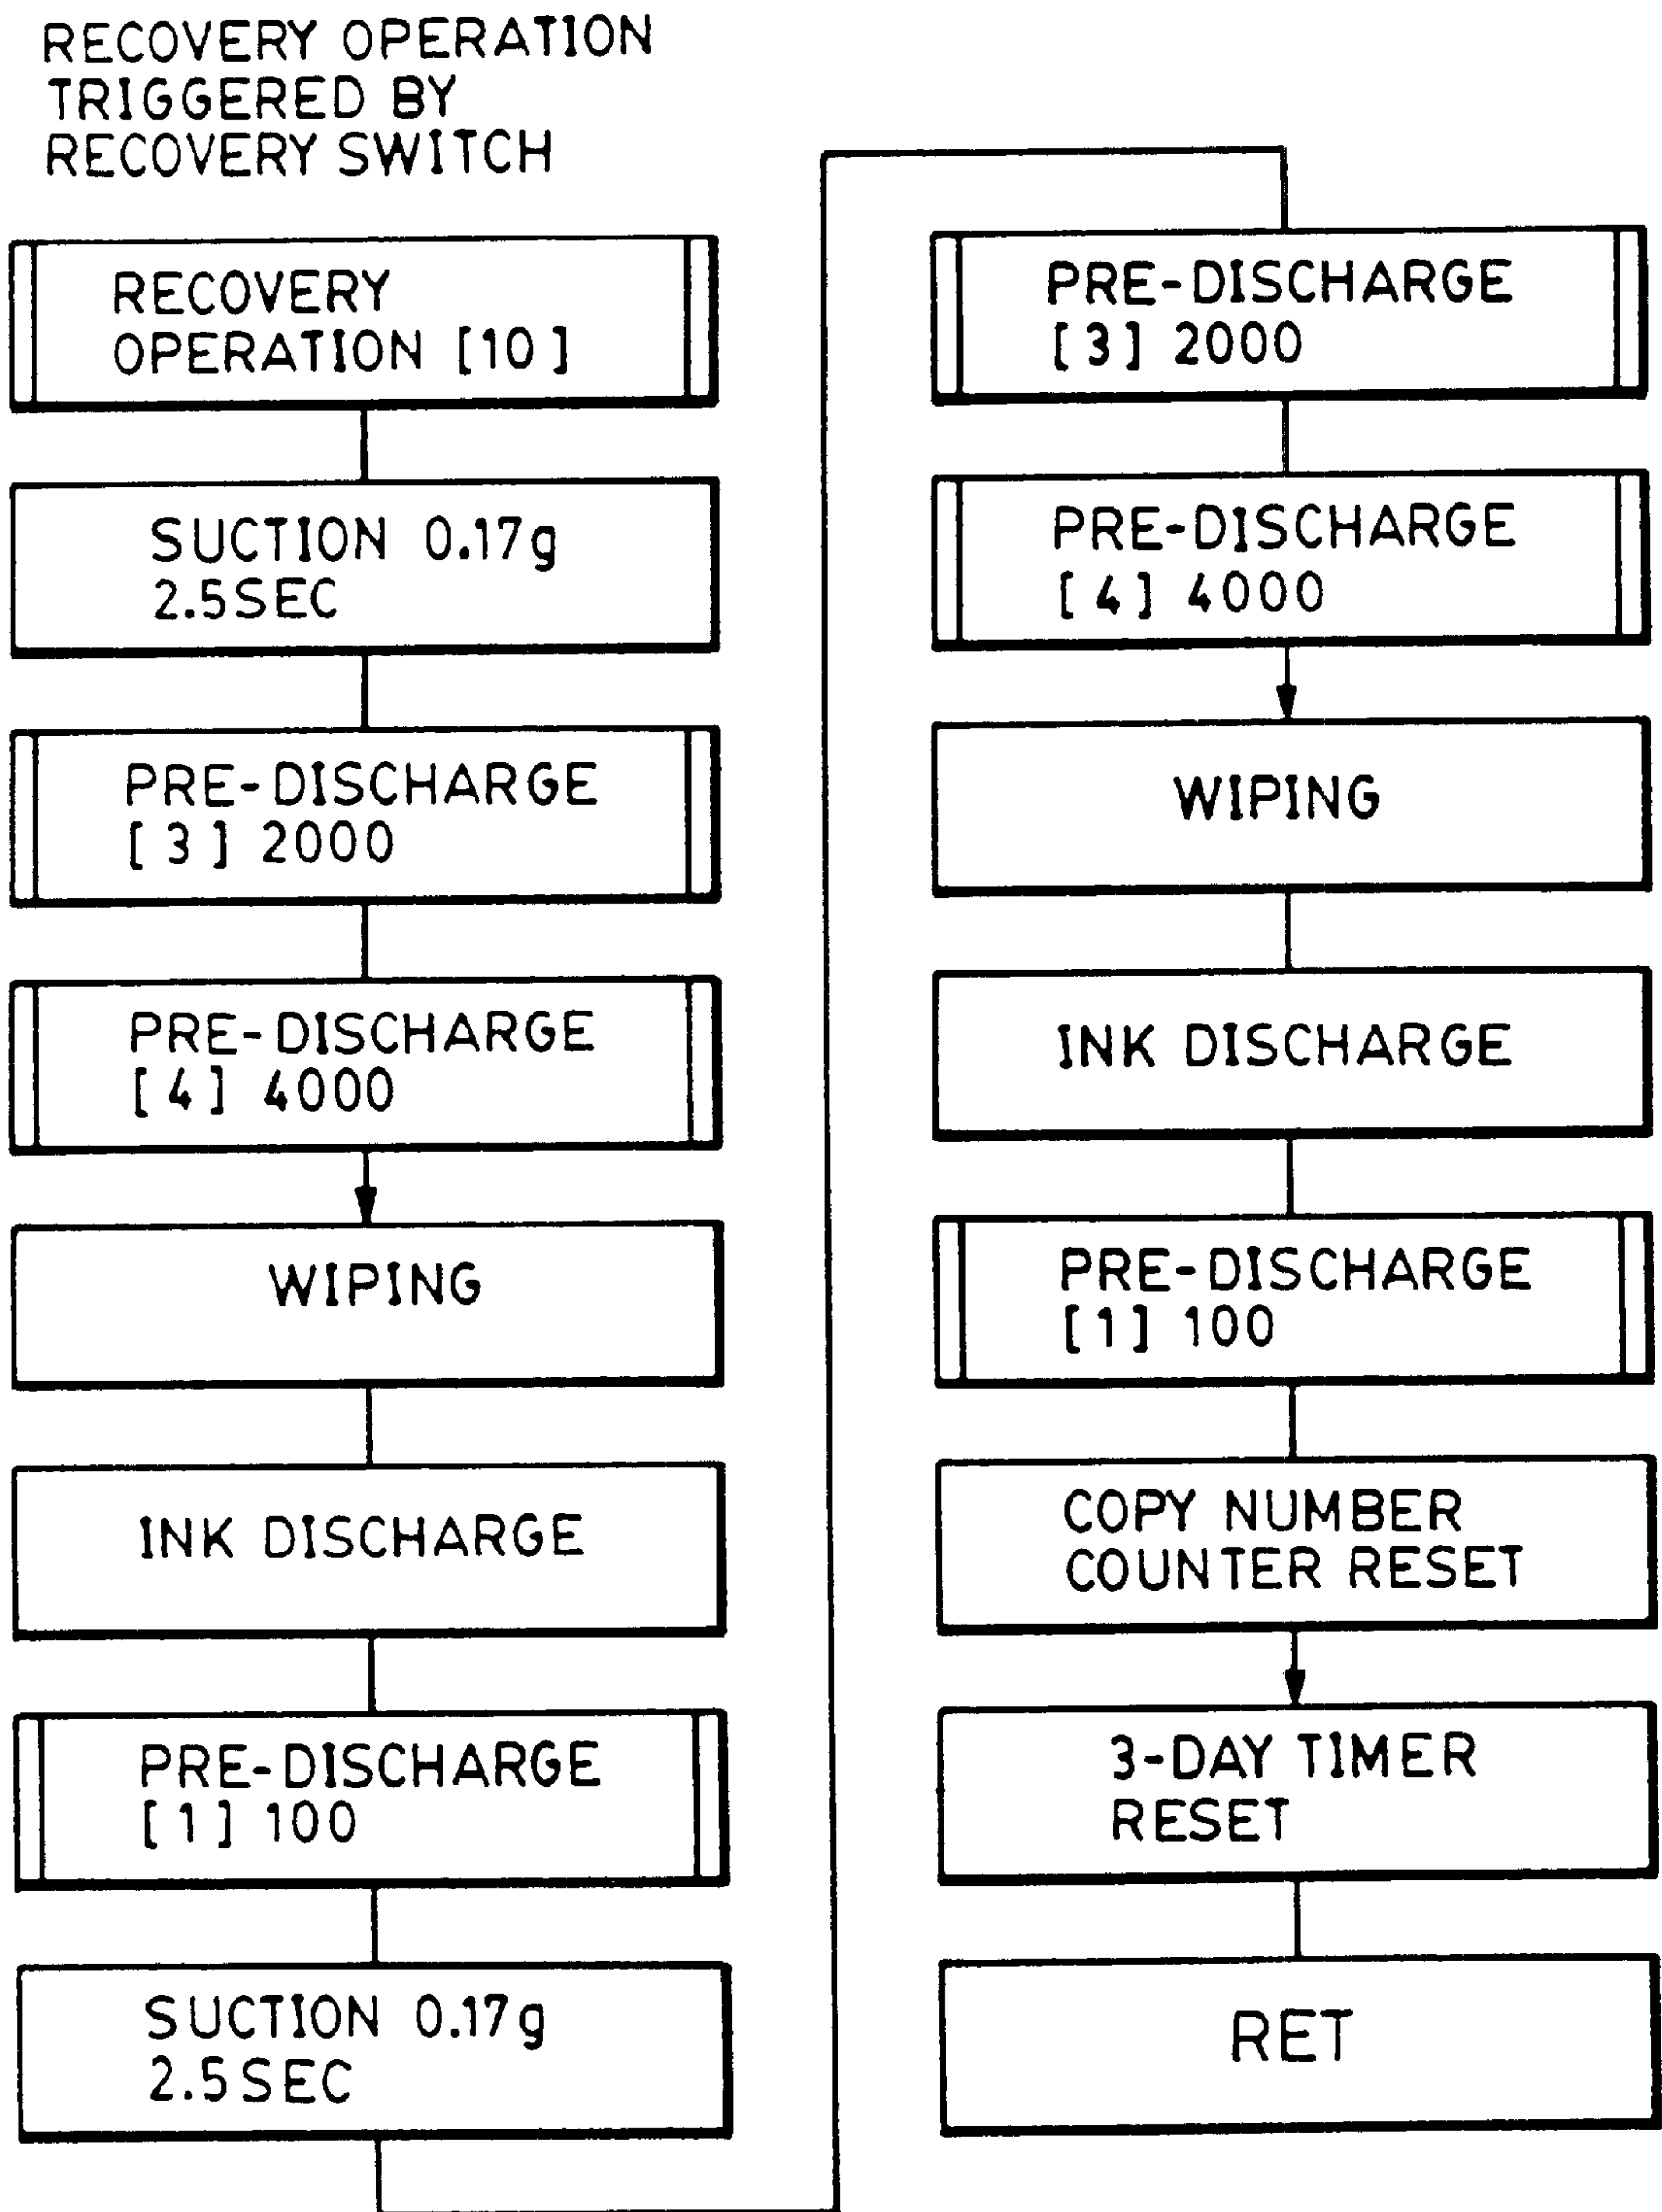 RECOVERY OPERATION
TRIGGERED BY
RECOVERY SWITCH
RECOVERY
OPERATION [10]
SUCTION 0.17g
2.5SEC
PRE-DISCHARGE
[3] 2000
PRE-DISCHARGE
[4] 4000
WIPING
INK DISCHARGE
PRE-DISCHARGE
[1] 100
SUCTION 0.17g
2.5SEC
PRE-DISCHARGE
[3] 2000
PRE-DISCHARGE
[4] 4000
WIPING
INK DISCHARGE
PRE-DISCHARGE
[1] 100
COPY NUMBER
COUNTER RESET
3-DAY TIMER
RESET
RET